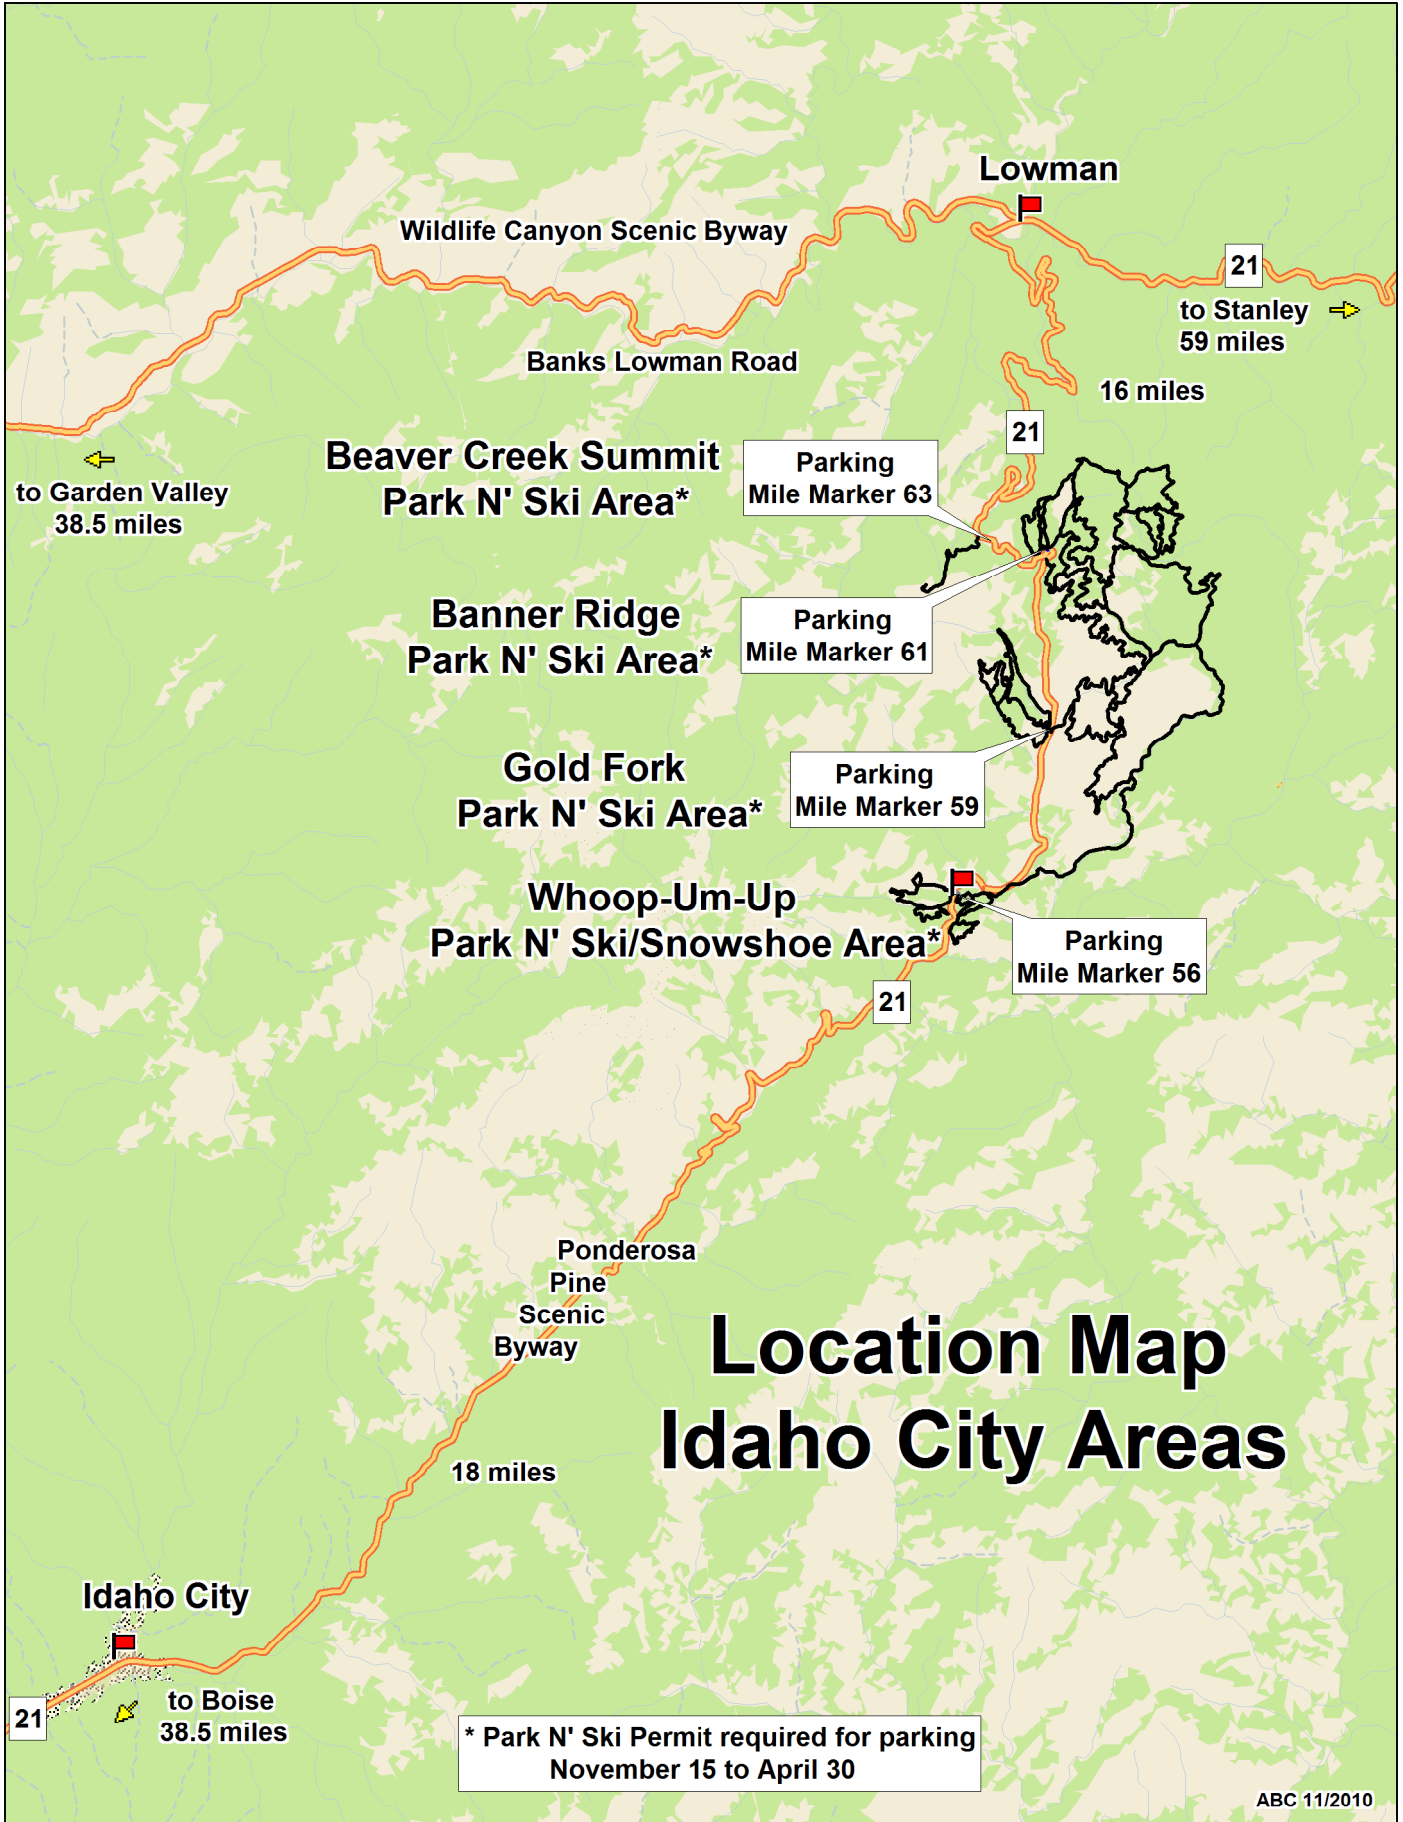 Lowman
Wildlife Canyon Scenic Byway
21
to Stanley
59 miles
Banks Lowman Road
16 miles
21
Beaver Creek Summit
Park N' Ski Area*
Parking
Mile Marker 63
to Garden Valley
38.5 miles
Banner Ridge
Park N' Ski Area*
Parking
Mile Marker 61
Gold Fork
Park N' Ski Area*
Parking
Mile Marker 59
Whoop-Um-Up
Park N' Ski/Snowshoe Area*
Parking
Mile Marker 56
21
Ponderosa
Pine
Scenic
Byway
Location Map
Idaho City Areas
18 miles
Idaho City
21
to Boise
38.5 miles
* Park N' Ski Permit required for parking
November 15 to April 30
ABC 11/2010